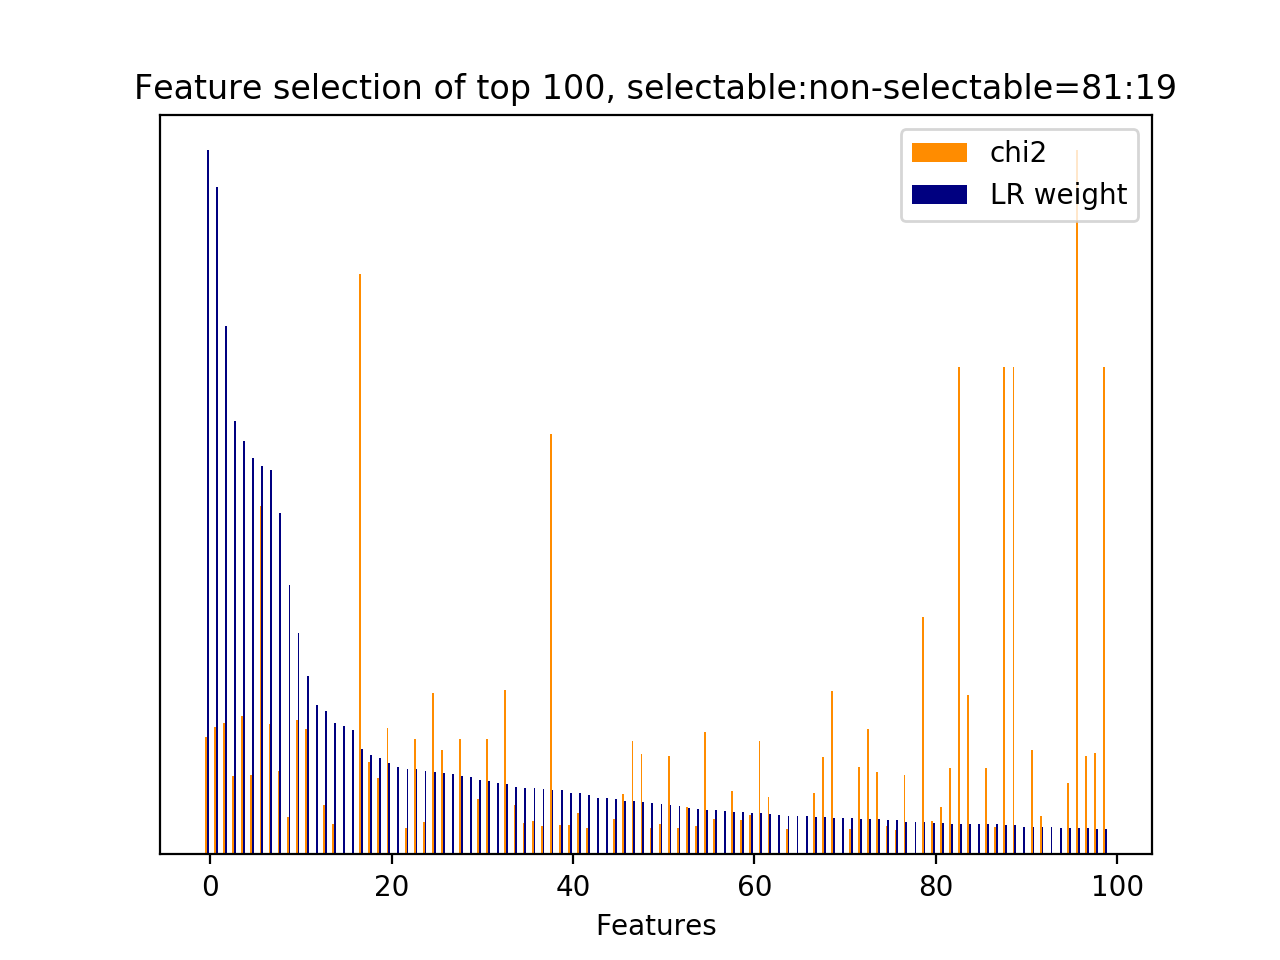 Feature selection of top 100, selectable:non-selectable=81:19
chi2
LR weight
0 20 40 60 80 100
Features